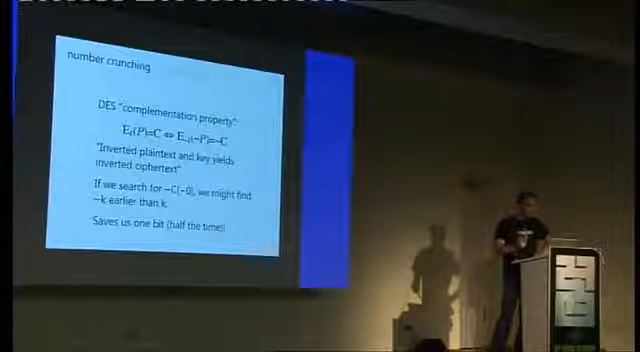 number crunching
DES "complementation property":
Eₖ(P)=C ⇔ E₋ₖ(~P)=~C
"Inverted plaintext and key yields
inverted ciphertext"
If we search for ~C(~0), we might find
~k earlier than k.
Saves us one bit (half the time!)